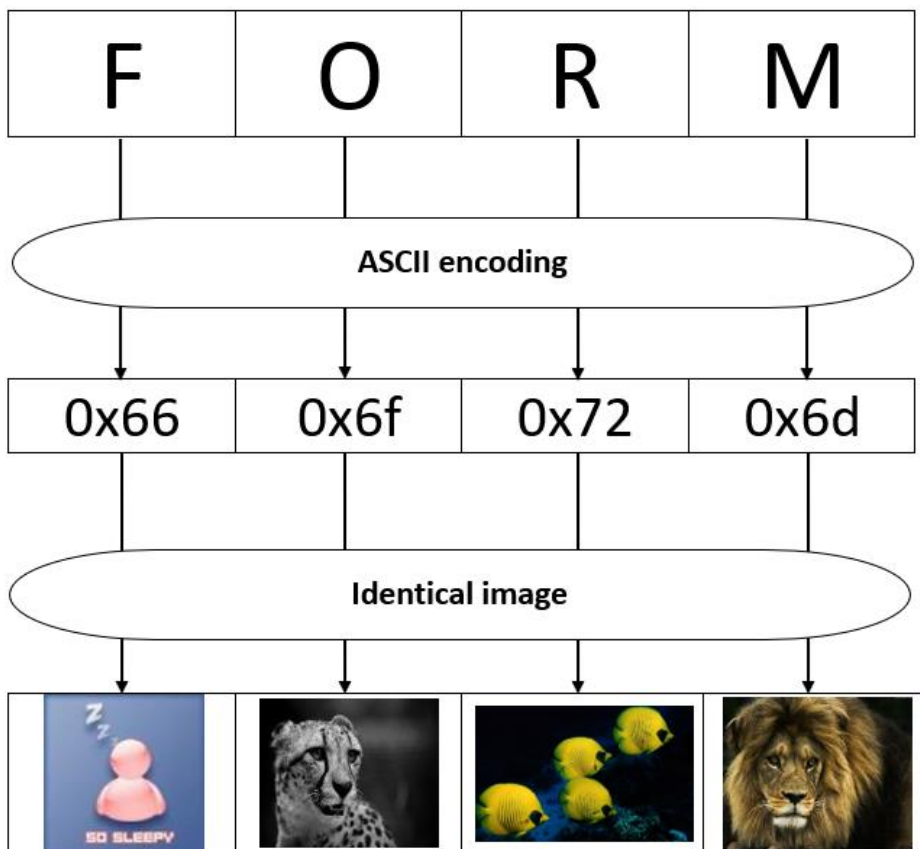 F O R M
ASCII encoding
0x66 0x6f 0x72 0x6d
Identical image
Z
Z
Z
SO SLEEPY